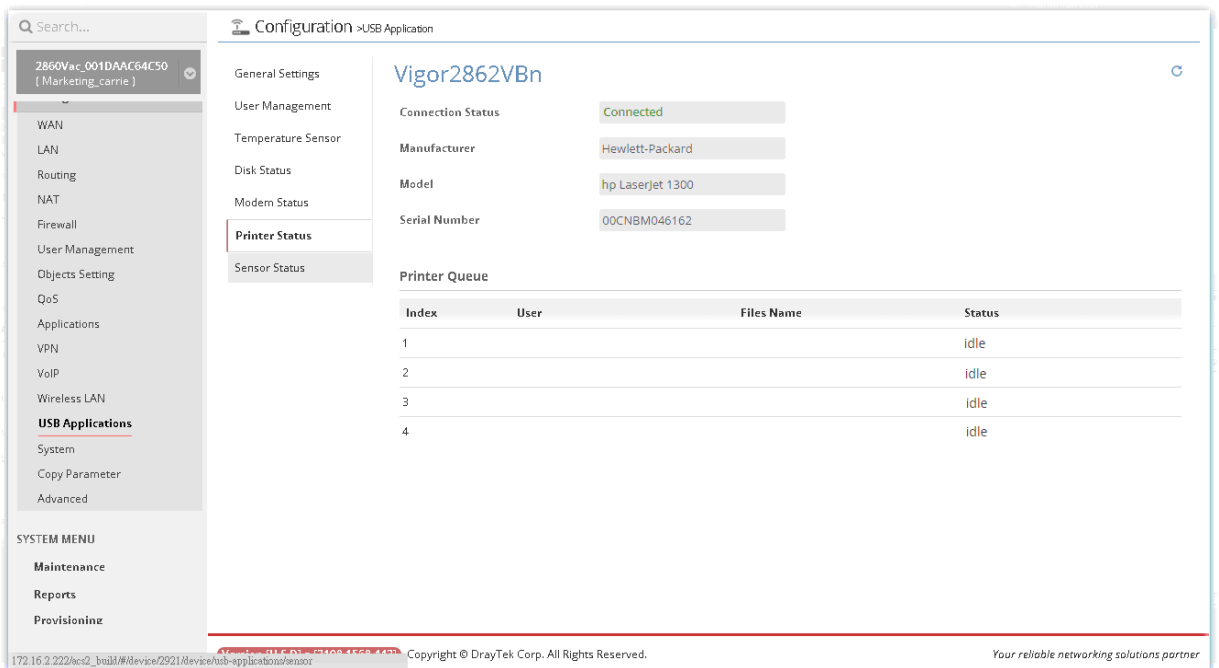 Search...
Configuration >USB Application
2860Vac_001DAAC64C50
[ Marketing_carrie ]
WAN
LAN
Routing
NAT
Firewall
User Management
Objects Setting
QoS
Applications
VPN
VoIP
Wireless LAN
USB Applications
System
Copy Parameter
Advanced
SYSTEM MENU
Maintenance
Reports
Provisioning
General Settings
User Management
Temperature Sensor
Disk Status
Modem Status
Printer Status
Sensor Status
Vigor2862VBn
Connection Status Connected
Manufacturer Hewlett-Packard
Model hp LaserJet 1300
Serial Number 00CNBM046162
Printer Queue
Index User Files Name Status
1 idle
2 idle
3 idle
4 idle
Copyright © DrayTek Corp. All Rights Reserved.
Your reliable networking solutions partner
172.16.2.222/acs2_build/#/device/2921/device/usb-applications/sensor